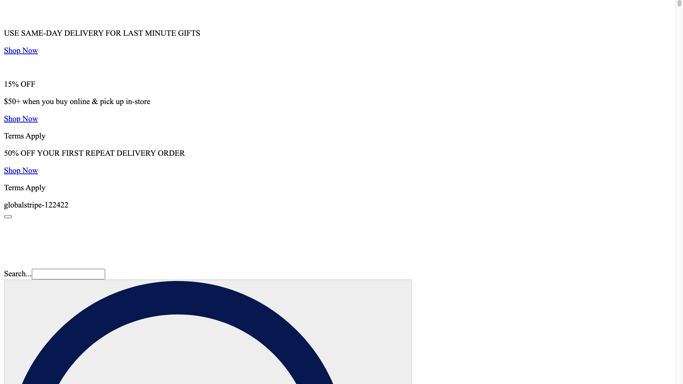 USE SAME-DAY DELIVERY FOR LAST MINUTE GIFTS
Shop Now
15% OFF
$50+ when you buy online & pick up in-store
Shop Now
Terms Apply
50% OFF YOUR FIRST REPEAT DELIVERY ORDER
Shop Now
Terms Apply
globalstripe-122422
Search...